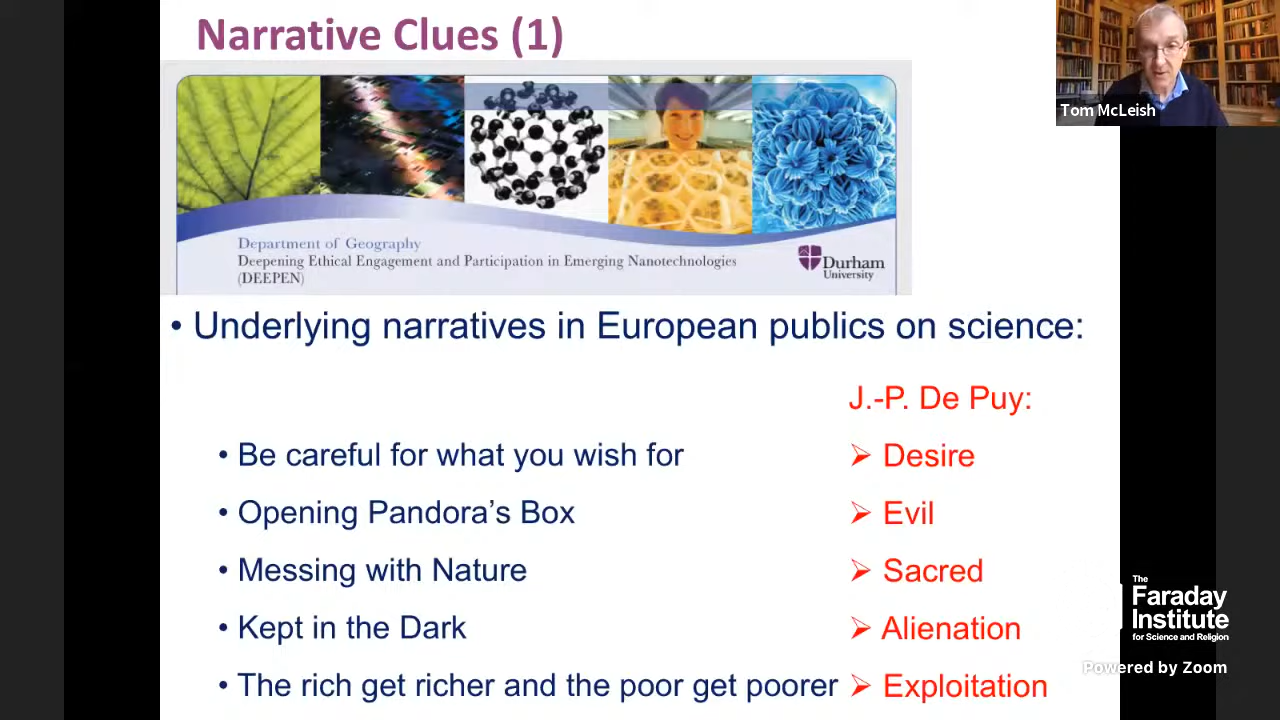 Narrative Clues (1)
Tom McLeish
Department of Geography
Deepening Ethical Engagement and Participation in Emerging Nanotechnologies
(DEEPEN)
Durham
University
• Underlying narratives in European publics on science:
J.-P. De Puy:
• Be careful for what you wish for
➢ Desire
• Opening Pandora’s Box
➢ Evil
• Messing with Nature
➢ Sacred
• Kept in the Dark
➢ Alienation
• The rich get richer and the poor get poorer
➢ Exploitation
The
Faraday
Institute
for Science and Religion
Powered by Zoom